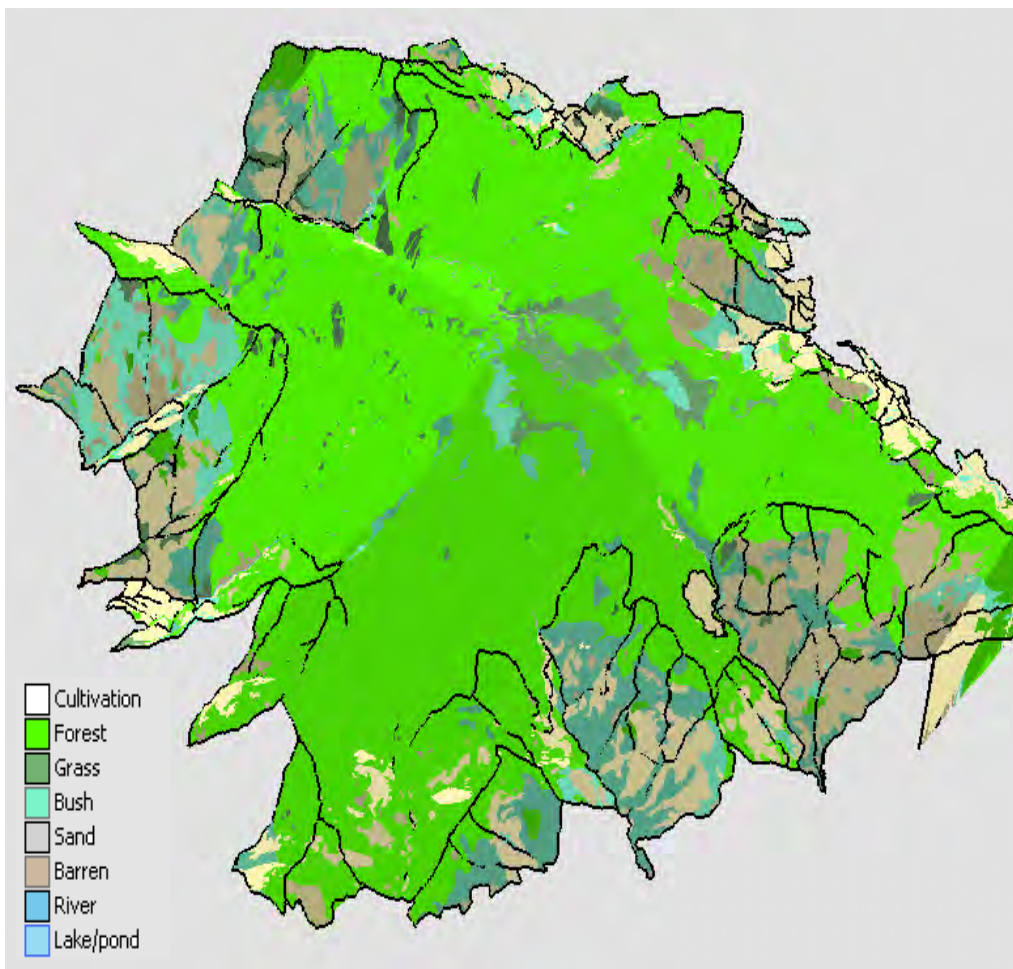 Cultivation
Forest
Grass
Bush
Sand
Barren
River
Lake/pond